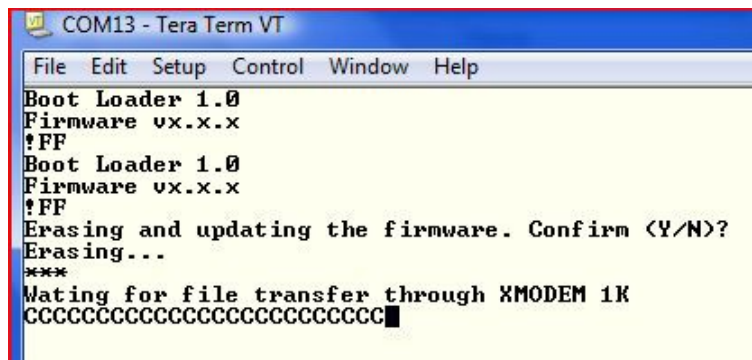 COM13 - Tera Term VT
File Edit Setup Control Window Help
Boot Loader 1.0
Firmware vx.x.x
!FF
Boot Loader 1.0
Firmware vx.x.x
!FF
Erasing and updating the firmware. Confirm (Y/N)?
Erasing...
***
Wating for file transfer through XMODEM 1K
CCCCCCCCCCCCCCCCCCCCCCCCCC